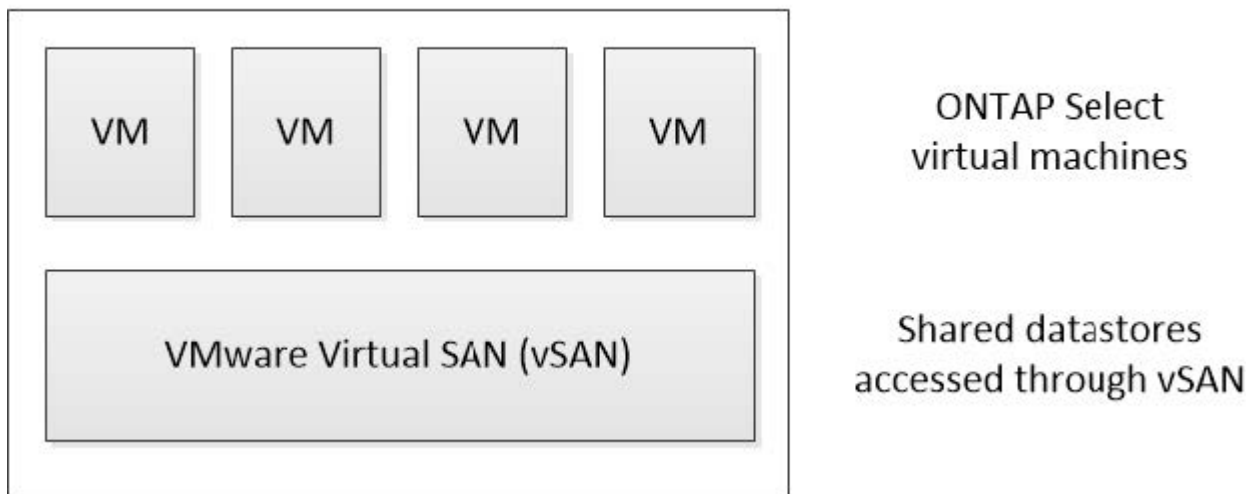 VM VM VM VM
ONTAP Select
virtual machines
VMware Virtual SAN (vSAN)
Shared datastores
accessed through vSAN